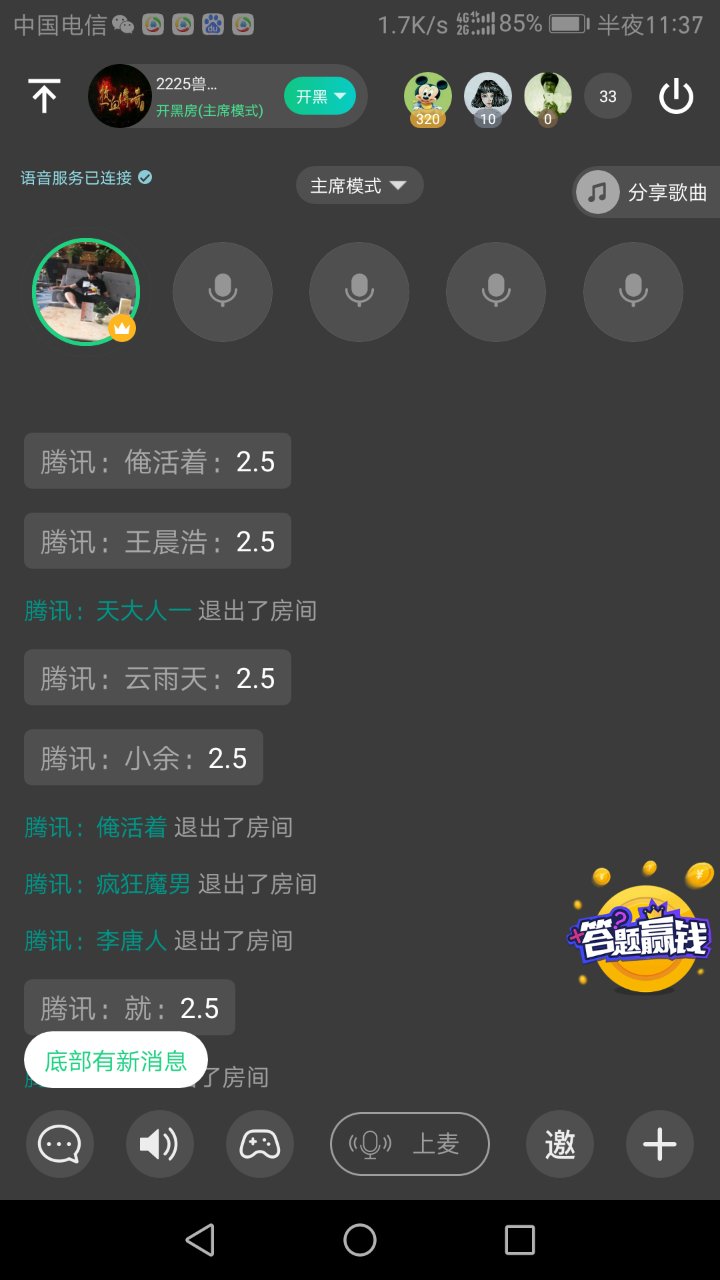 中国电信 1.7K/s 4G 2G 85% 半夜11:37
2225兽...
开黑房(主席模式)
开黑
320 10 0 33
语音服务已连接
主席模式
分享歌曲
腾讯：俺活着：2.5
腾讯：王晨浩：2.5
腾讯：天大人一 退出了房间
腾讯：云雨天：2.5
腾讯：小余：2.5
腾讯：俺活着 退出了房间
腾讯：疯狂魔男 退出了房间
答题赢钱
腾讯：李唐人 退出了房间
腾讯：就：2.5
底部有新消息
了房间
上麦 邀